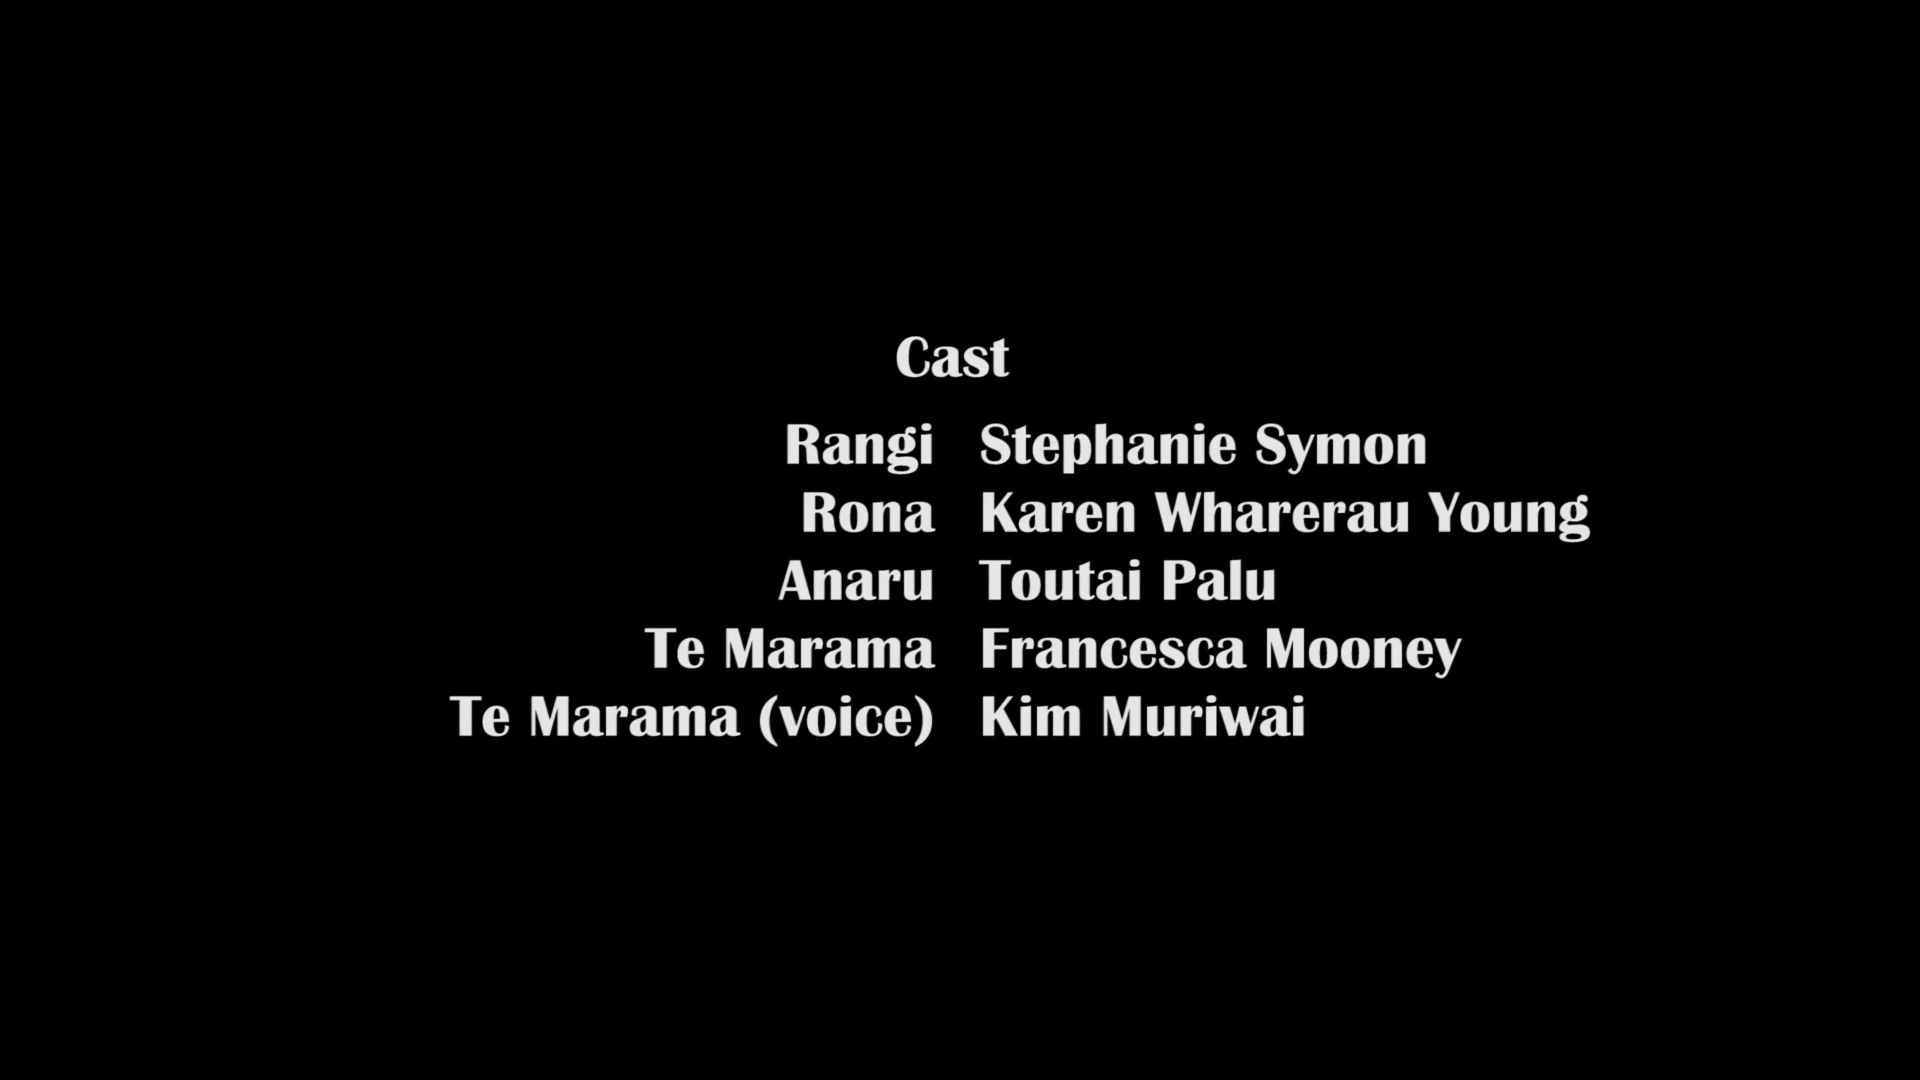 Cast
Rangi Stephanie Symon
Rona Karen Wharerau Young
Anaru Toutai Palu
Te Marama Francesca Mooney
Te Marama (voice) Kim Muriwai